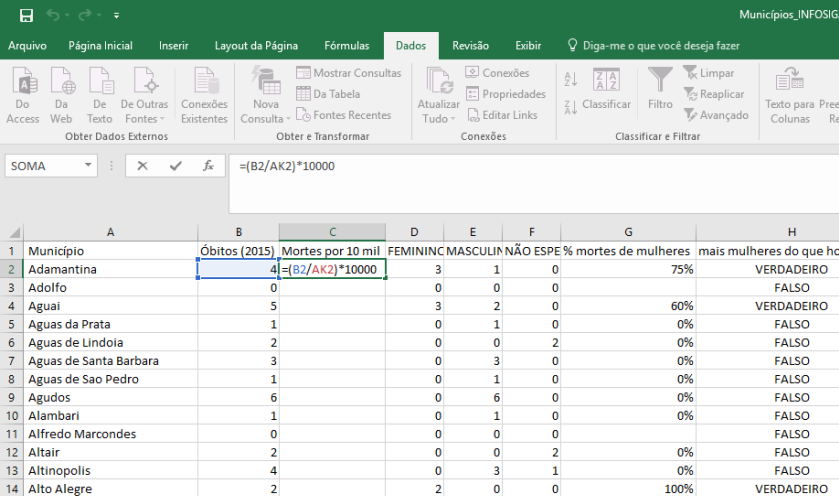 Municípios_INFOSIG
Arquivo Página Inicial Inserir Layout da Página Fórmulas Dados Revisão Exibir Diga-me o que você deseja fazer
Do Access
Da Web
De Texto
De Outras Fontes
Conexões Existentes
Obter Dados Externos
Nova Consulta
Mostrar Consultas
Da Tabela
Fontes Recentes
Obter e Transformar
Atualizar Tudo
Conexões
Propriedades
Editar Links
Conexões
A Z
Z A
Z A A Z
Classificar
Filtro
Limpar
Reaplicar
Avançado
Classificar e Filtrar
Texto para Colunas
Pree
Re
SOMA fx =(B2/AK2)*10000
A B C D E F G H
1 Município Óbitos (2015) Mortes por 10 mil FEMININO MASCULIN NÃO ESPE % mortes de mulheres mais mulheres do que ho
2 Adamantina 4 =(B2/AK2)*10000 3 1 0 75% VERDADEIRO
3 Adolfo 0 0 0 0 FALSO
4 Aguai 5 3 2 0 60% VERDADEIRO
5 Aguas da Prata 1 0 1 0 0% FALSO
6 Aguas de Lindoia 2 0 0 2 0% FALSO
7 Aguas de Santa Barbara 3 0 3 0 0% FALSO
8 Aguas de Sao Pedro 1 0 1 0 0% FALSO
9 Agudos 6 0 6 0 0% FALSO
10 Alambari 1 0 1 0 0% FALSO
11 Alfredo Marcondes 0 0 0 0 FALSO
12 Altair 2 0 0 2 0% FALSO
13 Altinopolis 4 0 3 1 0% FALSO
14 Alto Alegre 2 2 0 0 100% VERDADEIRO